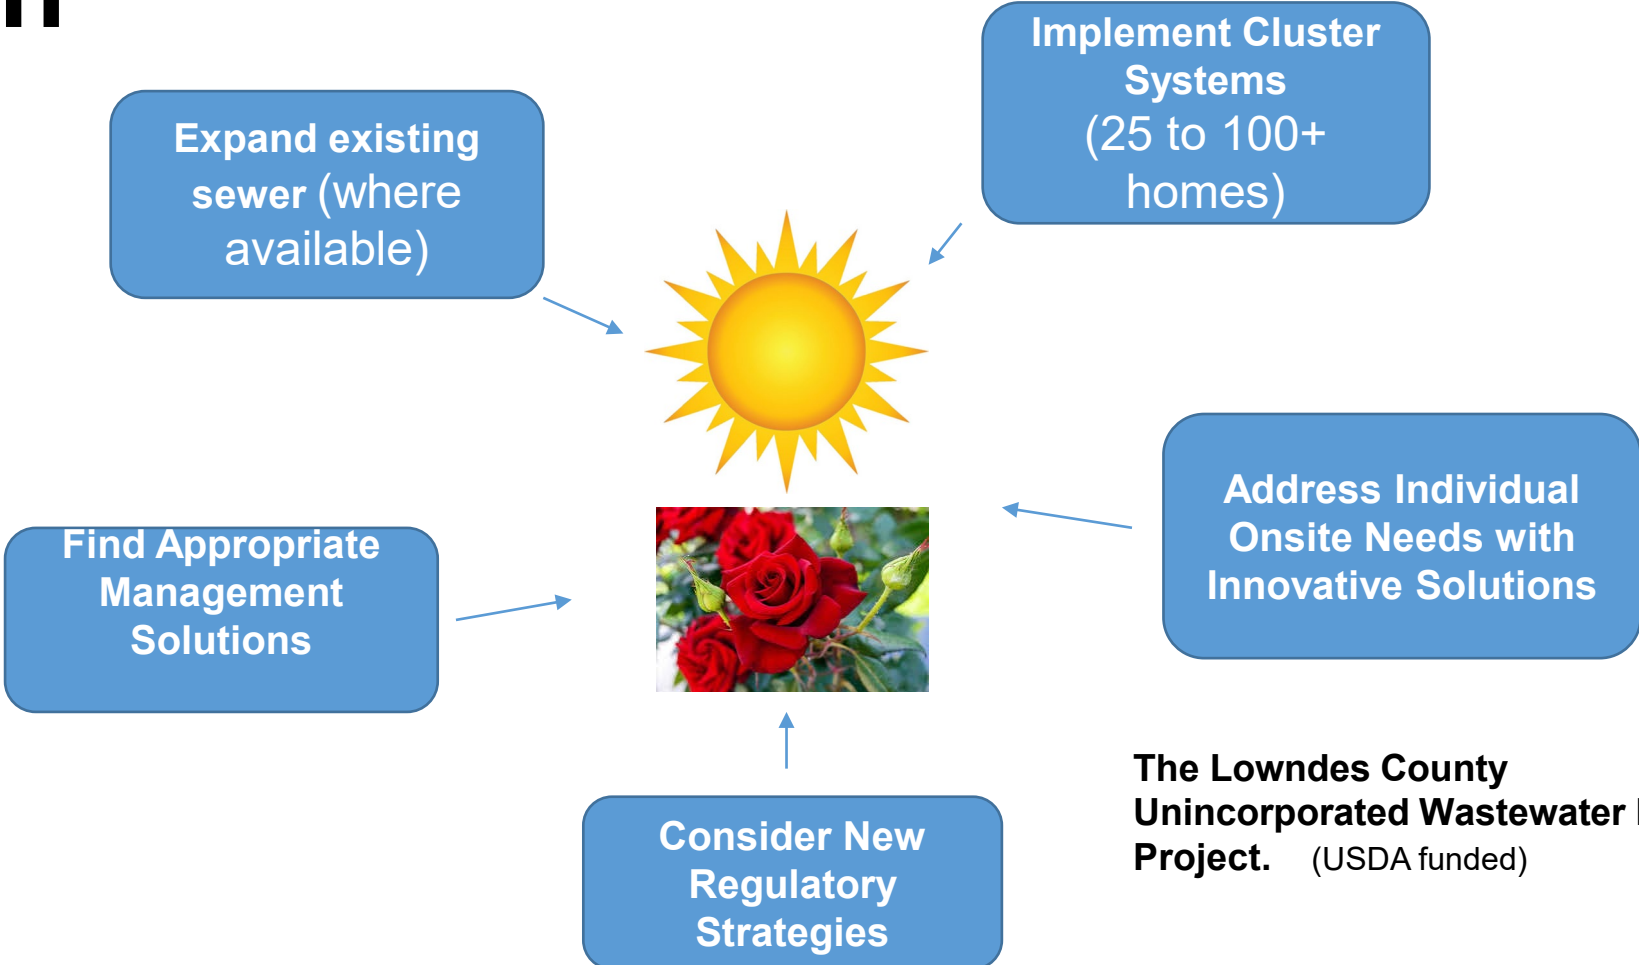 Implement Cluster
Systems
(25 to 100+
homes)
Expand existing
sewer (where
available)
Address Individual
Onsite Needs with
Innovative Solutions
Find Appropriate
Management
Solutions
Consider New
Regulatory
Strategies
The Lowndes County
Unincorporated Wastewater
Project. (USDA funded)